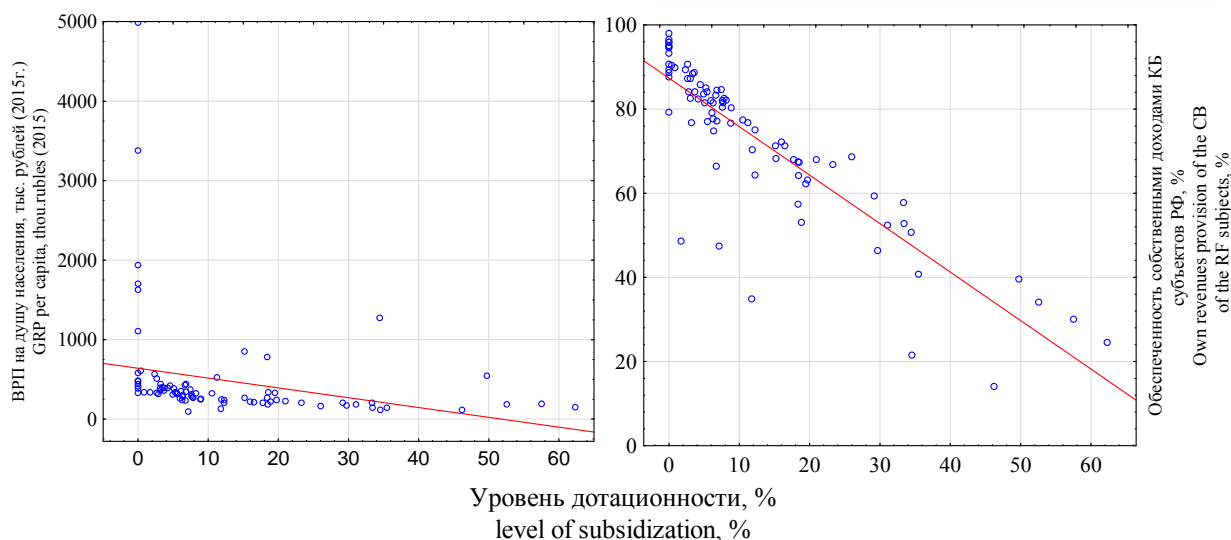 ВРП на душу населения, тыс. рублей (2015г.)
GRP per capita, thou.rubles (2015)
5000
4000
3000
2000
1000
0
0 10 20 30 40 50 60
100
80
60
40
20
0
0 10 20 30 40 50 60
Обеспеченность собственными доходами КБ
субъектов РФ, %
Own revenues provision of the CB
of the RF subjects, %
Уровень дотационности, %
level of subsidization, %